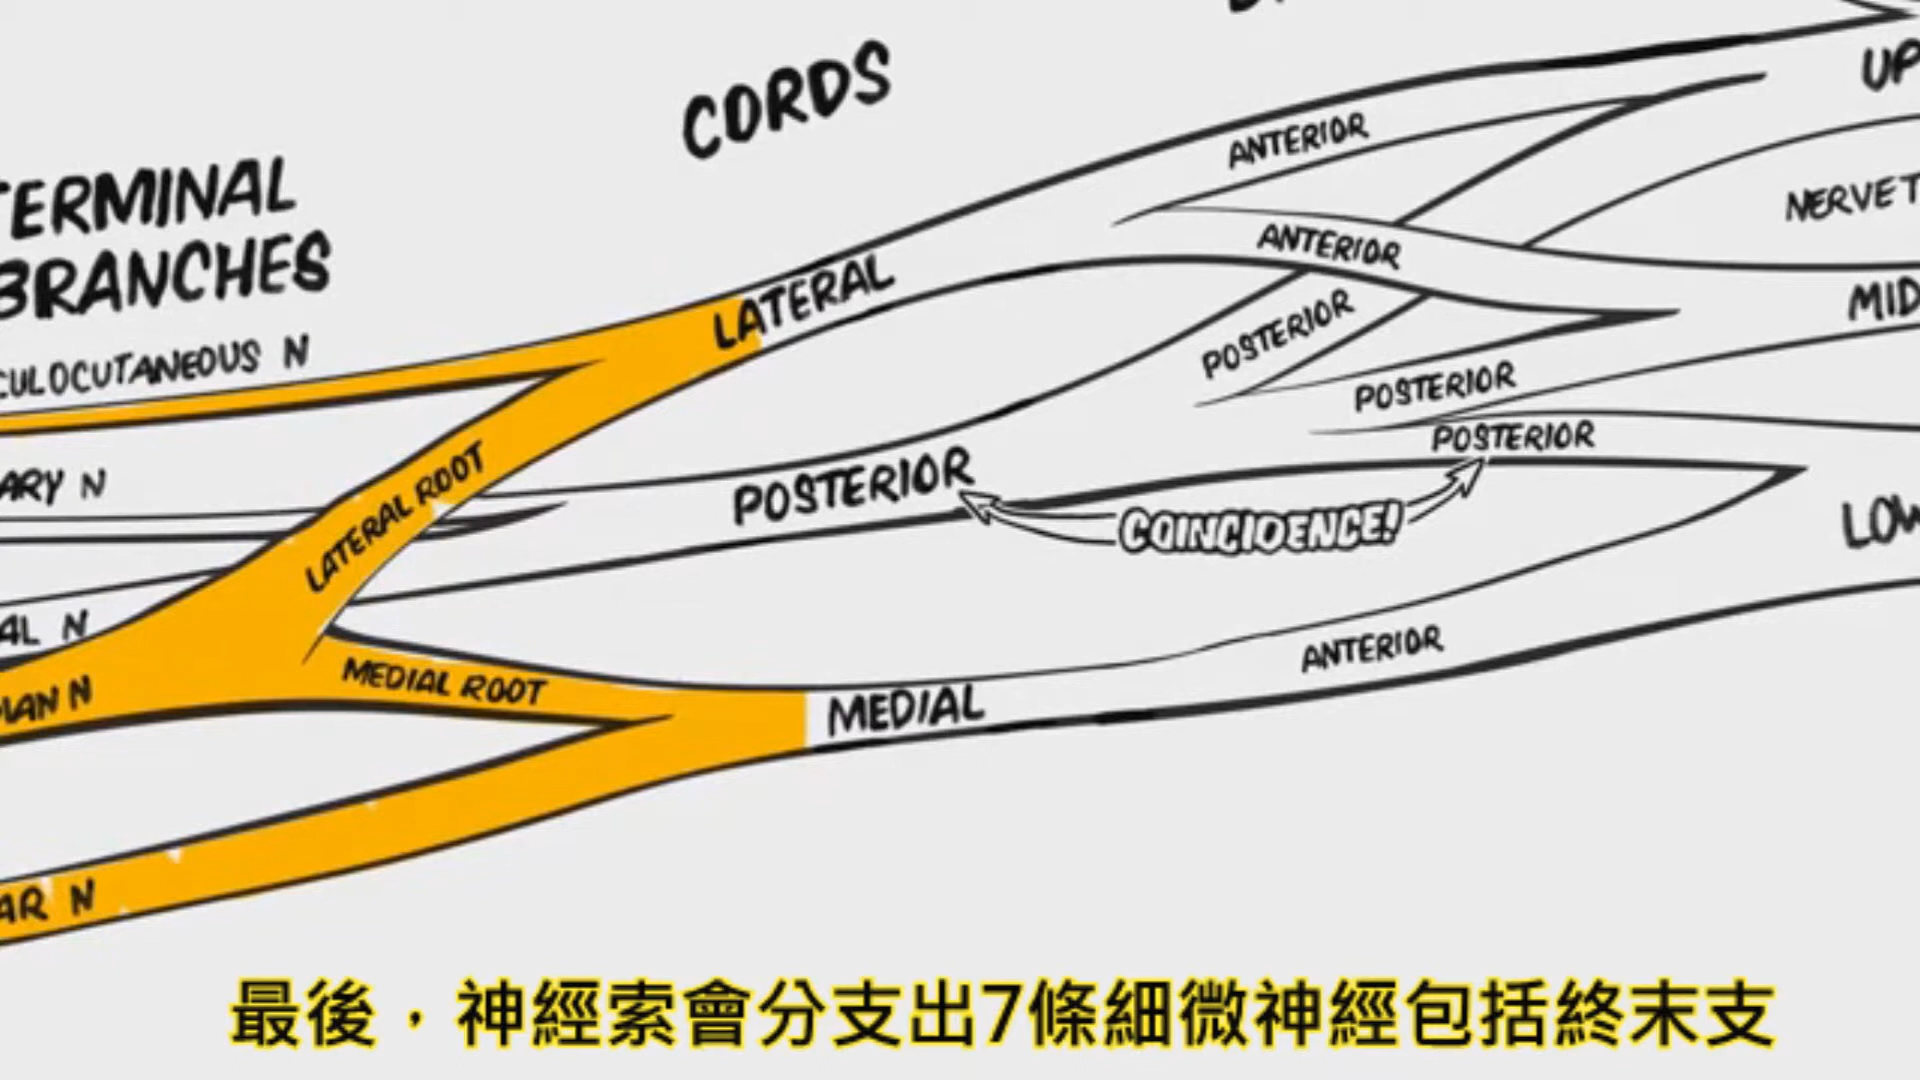 CORDS
TERMINAL
BRANCHES
CULOCUTANEOUS N
ARY N
AL N
IAN N
AR N
LATERAL
LATERAL ROOT
POSTERIOR
MEDIAL ROOT
MEDIAL
ANTERIOR
ANTERIOR
POSTERIOR
POSTERIOR
POSTERIOR
COINCIDENCE!
ANTERIOR
UP
NERVE T
MID
LOW
最後，神經索會分支出7條細微神經包括終末支